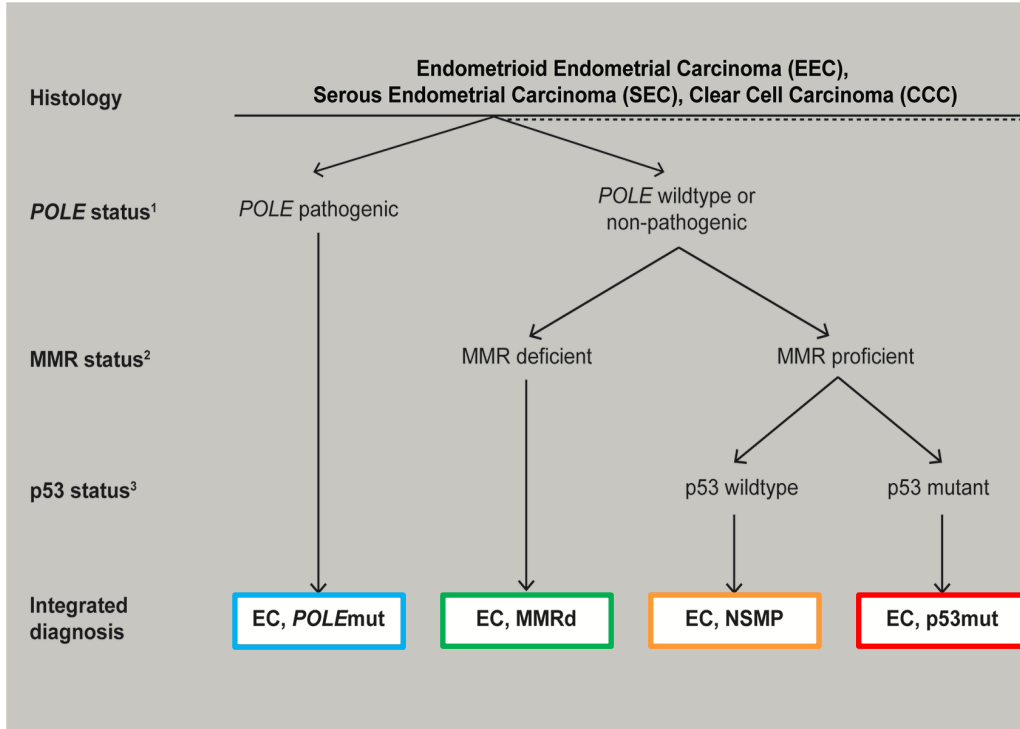 Endometrioid Endometrial Carcinoma (EEC),
Serous Endometrial Carcinoma (SEC), Clear Cell Carcinoma (CCC)
Histology
POLE status¹
POLE pathogenic
POLE wildtype or
non-pathogenic
MMR status²
MMR deficient
MMR proficient
p53 status³
p53 wildtype
p53 mutant
Integrated
diagnosis
EC, POLEmut
EC, MMRd
EC, NSMP
EC, p53mut